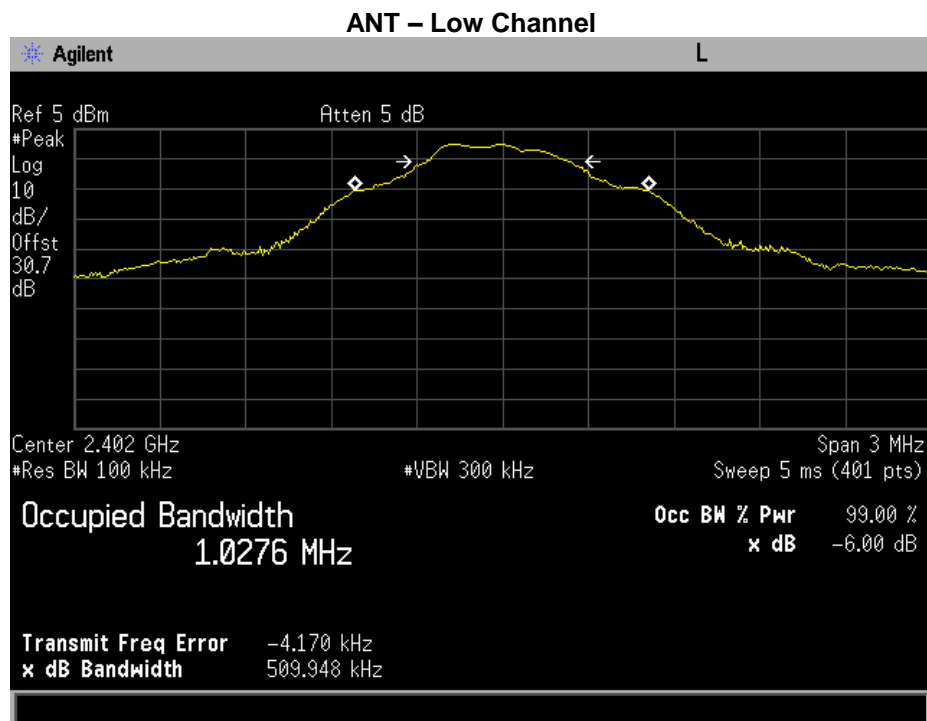 ANT – Low Channel
Agilent L
Ref 5 dBm Atten 5 dB
#Peak
Log
10
dB/
Offst
30.7
dB
Center 2.402 GHz Span 3 MHz
#Res BW 100 kHz #VBW 300 kHz Sweep 5 ms (401 pts)
Occupied Bandwidth
1.0276 MHz
Occ BW % Pwr 99.00 %
x dB -6.00 dB
Transmit Freq Error -4.170 kHz
x dB Bandwidth 509.948 kHz